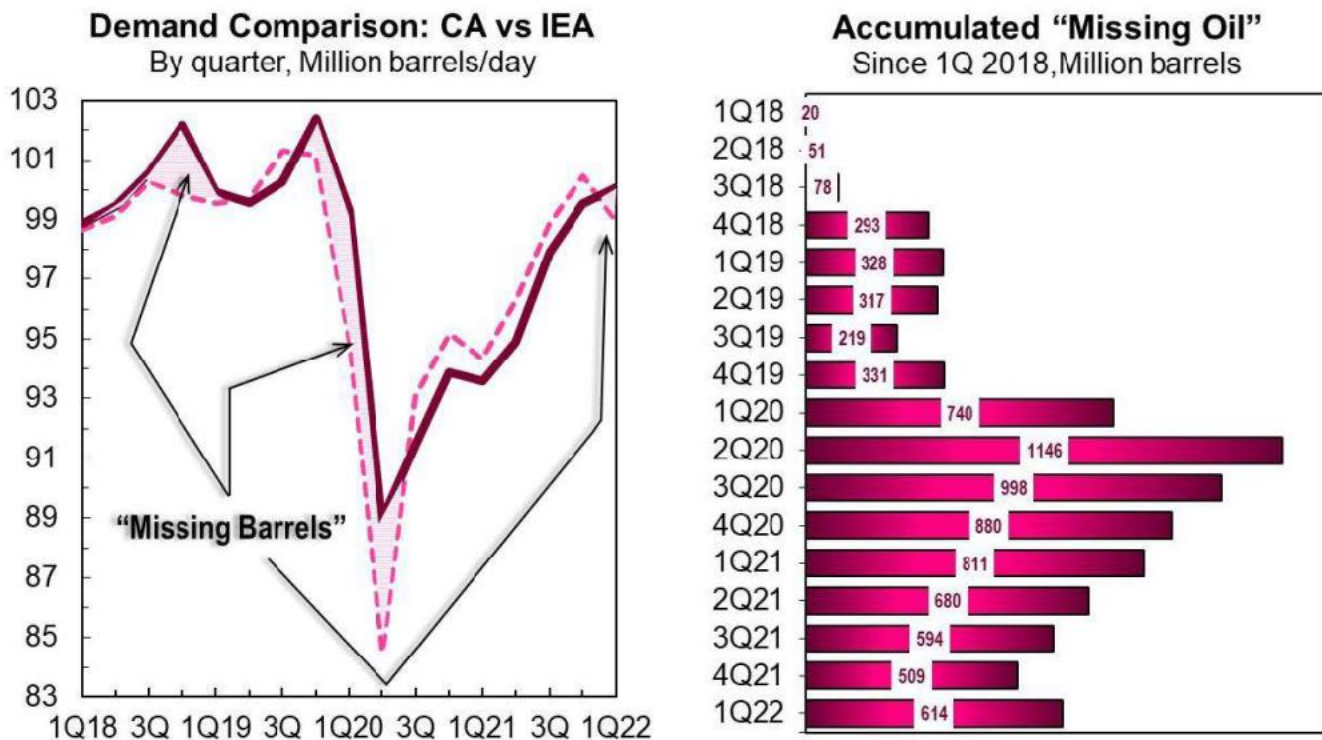 Demand Comparison: CA vs IEA
By quarter, Million barrels/day
103
101
99
97
95
93
91
89
87
85
83
"Missing Barrels"
1Q18 3Q 1Q19 3Q 1Q20 3Q 1Q21 3Q 1Q22
Accumulated "Missing Oil"
Since 1Q 2018,Million barrels
1Q18 20
2Q18 51
3Q18 78
4Q18 293
1Q19 328
2Q19 317
3Q19 219
4Q19 331
1Q20 740
2Q20 1146
3Q20 998
4Q20 880
1Q21 811
2Q21 680
3Q21 594
4Q21 509
1Q22 614